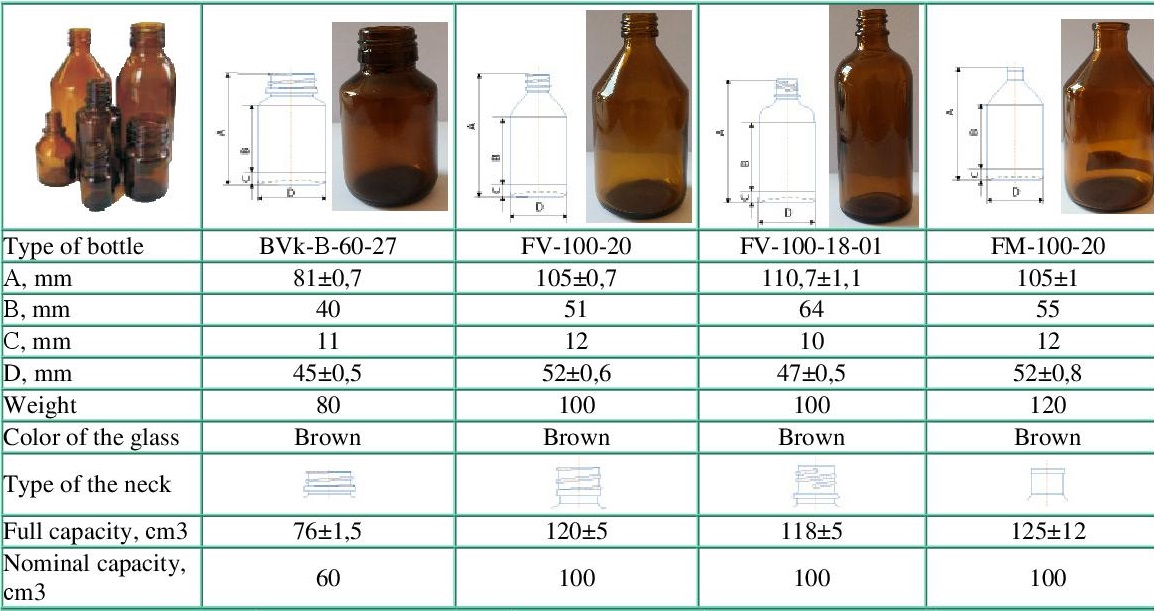 A
B
C
D
A
B
C
D
A
B
C
D
A
B
C
D
Type of bottle BVk-B-60-27 FV-100-20 FV-100-18-01 FM-100-20
A, mm 81±0,7 105±0,7 110,7±1,1 105±1
B, mm 40 51 64 55
C, mm 11 12 10 12
D, mm 45±0,5 52±0,6 47±0,5 52±0,8
Weight 80 100 100 120
Color of the glass Brown Brown Brown Brown
Type of the neck
Full capacity, cm3 76±1,5 120±5 118±5 125±12
Nominal capacity,
cm3 60 100 100 100